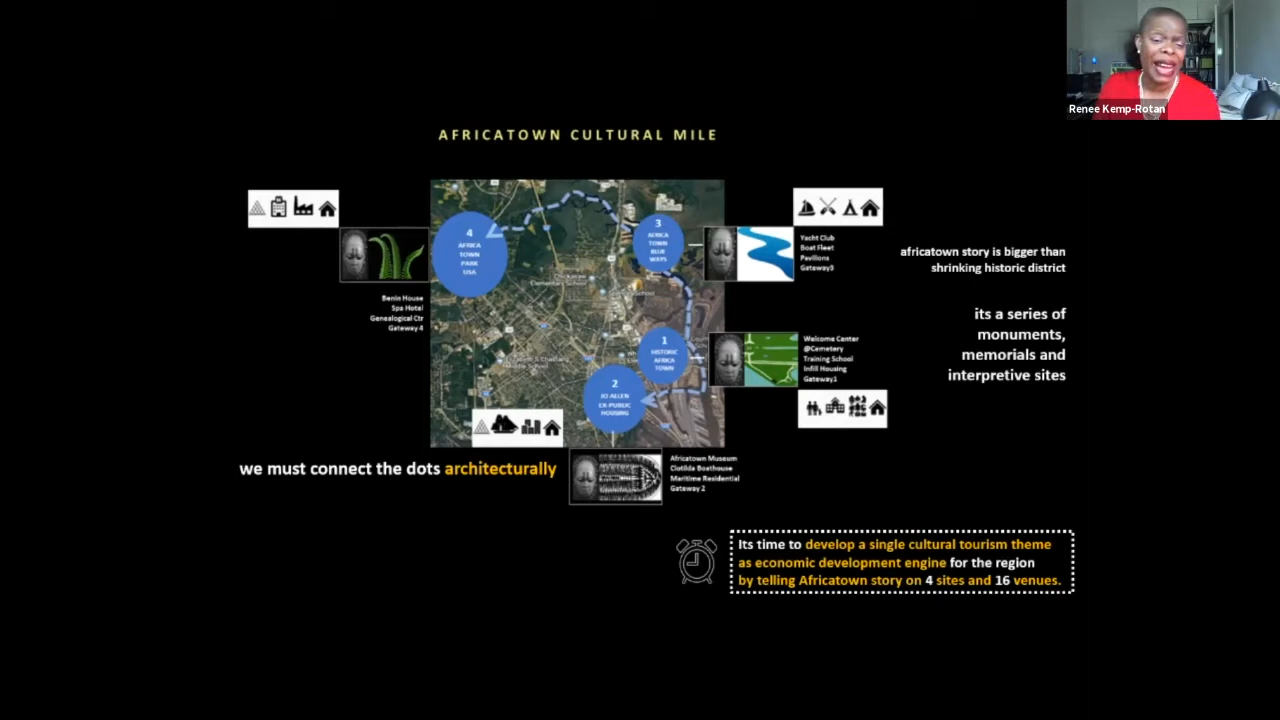 Renee Kemp-Rotan
AFRICATOWN CULTURAL MILE
4
AFRICA
TOWN
PARK
USA
3
AFRICA
TOWN
BLUE
WAYS
Yacht Club
Boat Fleet
Pavilions
Gateway3
africatown story is bigger than
shrinking historic district
Benin House
Spa Hotel
Genealogical Ctr
Gateway 4
Chickasaw
Elementary School
its a series of
monuments,
memorials and
interpretive sites
1
HISTORIC
AFRICA
TOWN
Welcome Center
@Cemetery
Training School
Infill Housing
Gateway1
2
JO ALLEN
EX-PUBLIC
HOUSING
we must connect the dots architecturally
Africatown Museum
Clotilda Boathouse
Maritime Residential
Gateway 2
Its time to develop a single cultural tourism theme
as economic development engine for the region
by telling Africatown story on 4 sites and 16 venues.